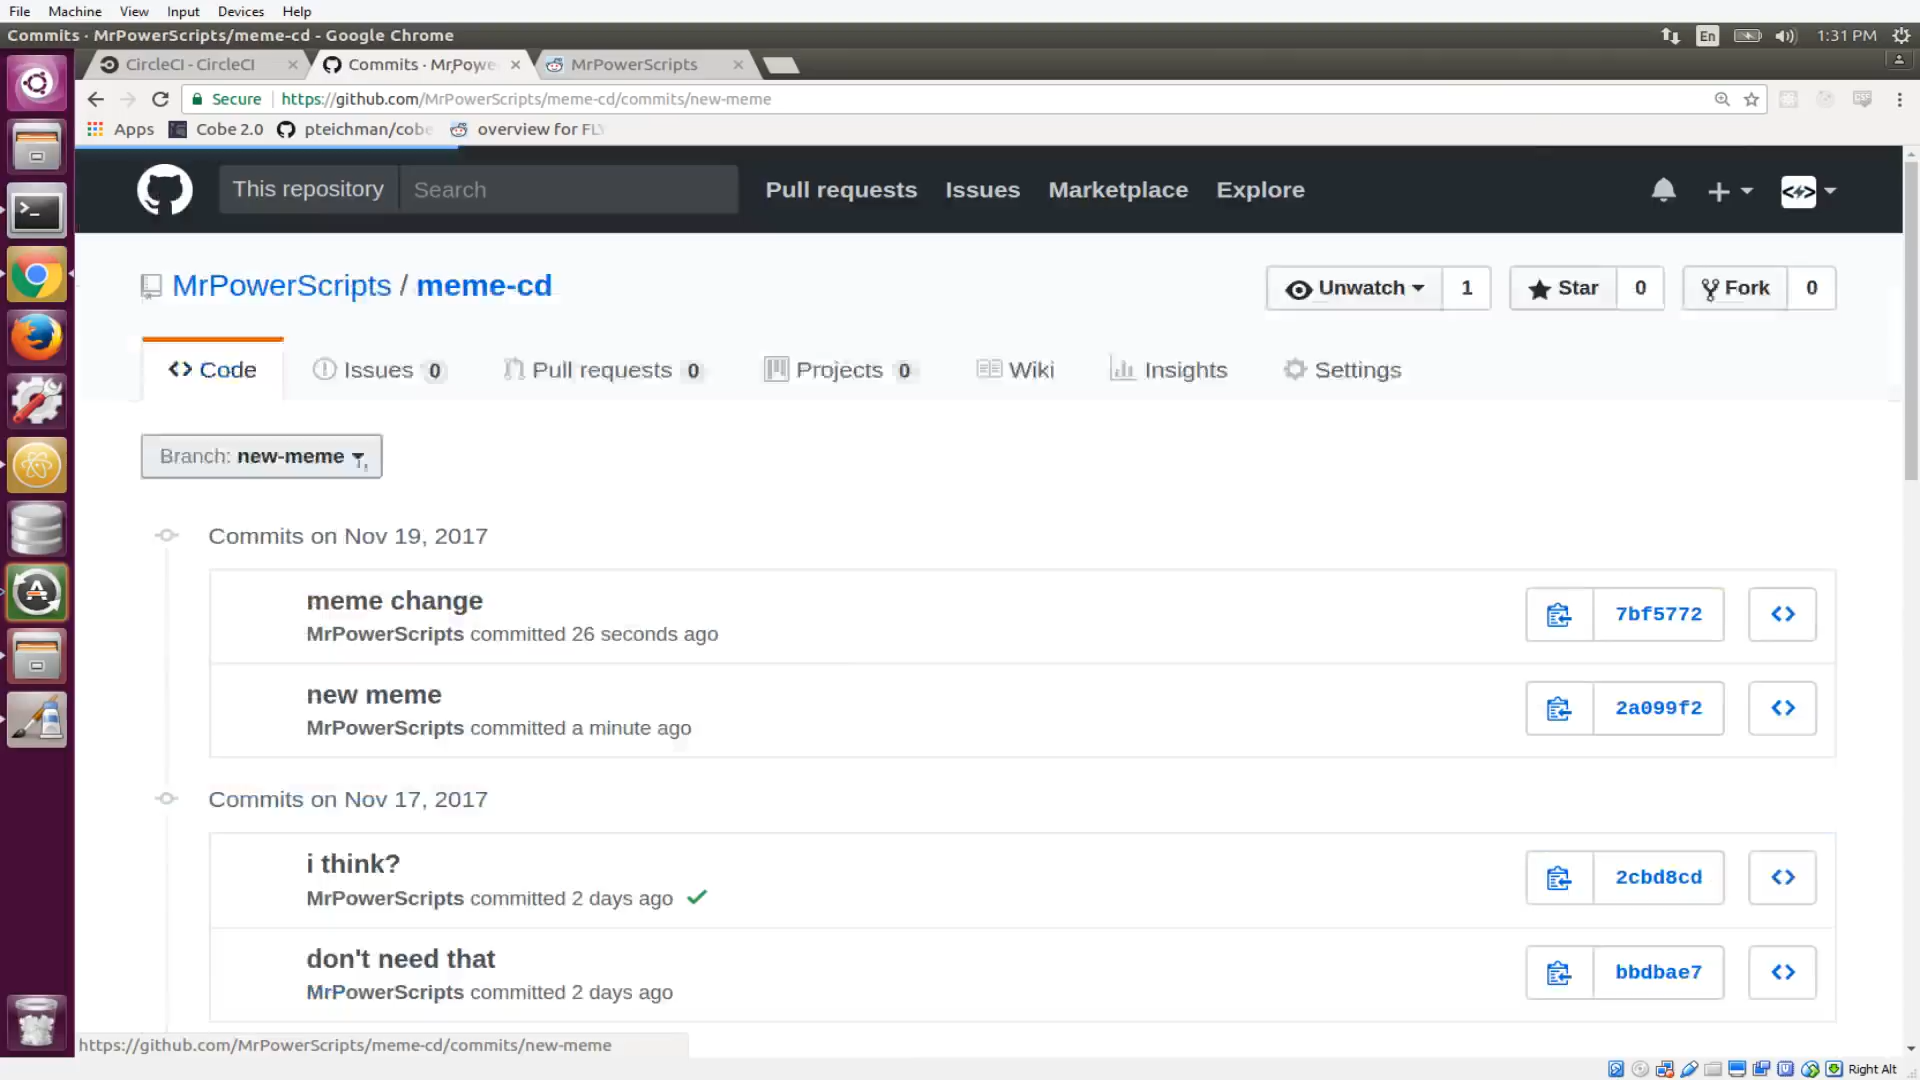 File Machine View Input Devices Help
Commits · MrPowerScripts/meme-cd - Google Chrome
En 1:31 PM
CircleCI - CircleCI
Commits · MrPowe
MrPowerScripts
Secure https://github.com/MrPowerScripts/meme-cd/commits/new-meme
Apps Cobe 2.0 pteichman/cobe overview for FLY
This repository Search Pull requests Issues Marketplace Explore
MrPowerScripts / meme-cd
Unwatch 1 Star 0 Fork 0
Code Issues 0 Pull requests 0 Projects 0 Wiki Insights Settings
Branch: new-meme
Commits on Nov 19, 2017
meme change
MrPowerScripts committed 26 seconds ago
7bf5772
new meme
MrPowerScripts committed a minute ago
2a099f2
Commits on Nov 17, 2017
i think?
MrPowerScripts committed 2 days ago
2cbd8cd
don't need that
MrPowerScripts committed 2 days ago
bbdbae7
https://github.com/MrPowerScripts/meme-cd/commits/new-meme
Right Alt